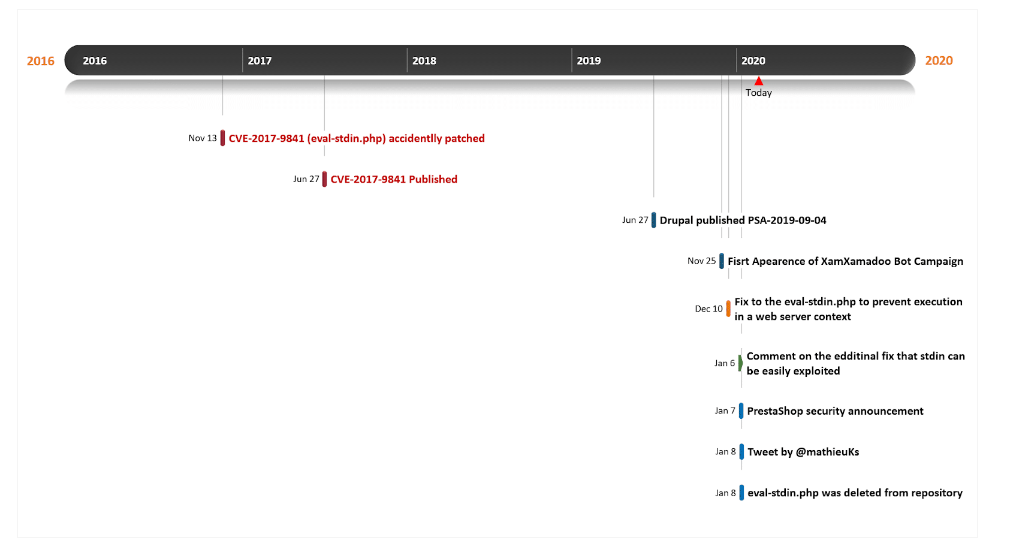 2016 2016 2017 2018 2019 2020 2020
Today
Nov 13 CVE-2017-9841 (eval-stdin.php) accidentlly patched
Jun 27 CVE-2017-9841 Published
Jun 27 Drupal published PSA-2019-09-04
Nov 25 Fisrt Apearence of XamXamadoo Bot Campaign
Dec 10 Fix to the eval-stdin.php to prevent execution
in a web server context
Jan 6 Comment on the edditinal fix that stdin can
be easily exploited
Jan 7 PrestaShop security announcement
Jan 8 Tweet by @mathieuKs
Jan 8 eval-stdin.php was deleted from repository